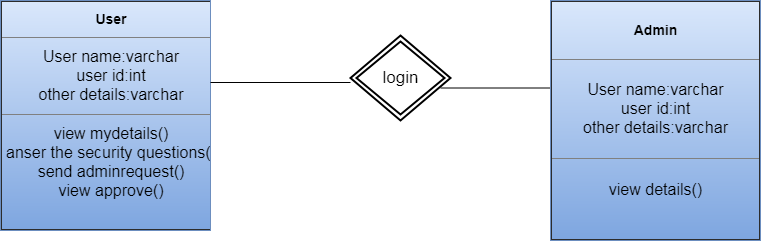 User
User name:varchar
user id:int
other details:varchar
view mydetails()
anser the security questions(
send adminrequest()
view approve()
login
Admin
User name:varchar
user id:int
other details:varchar
view details()